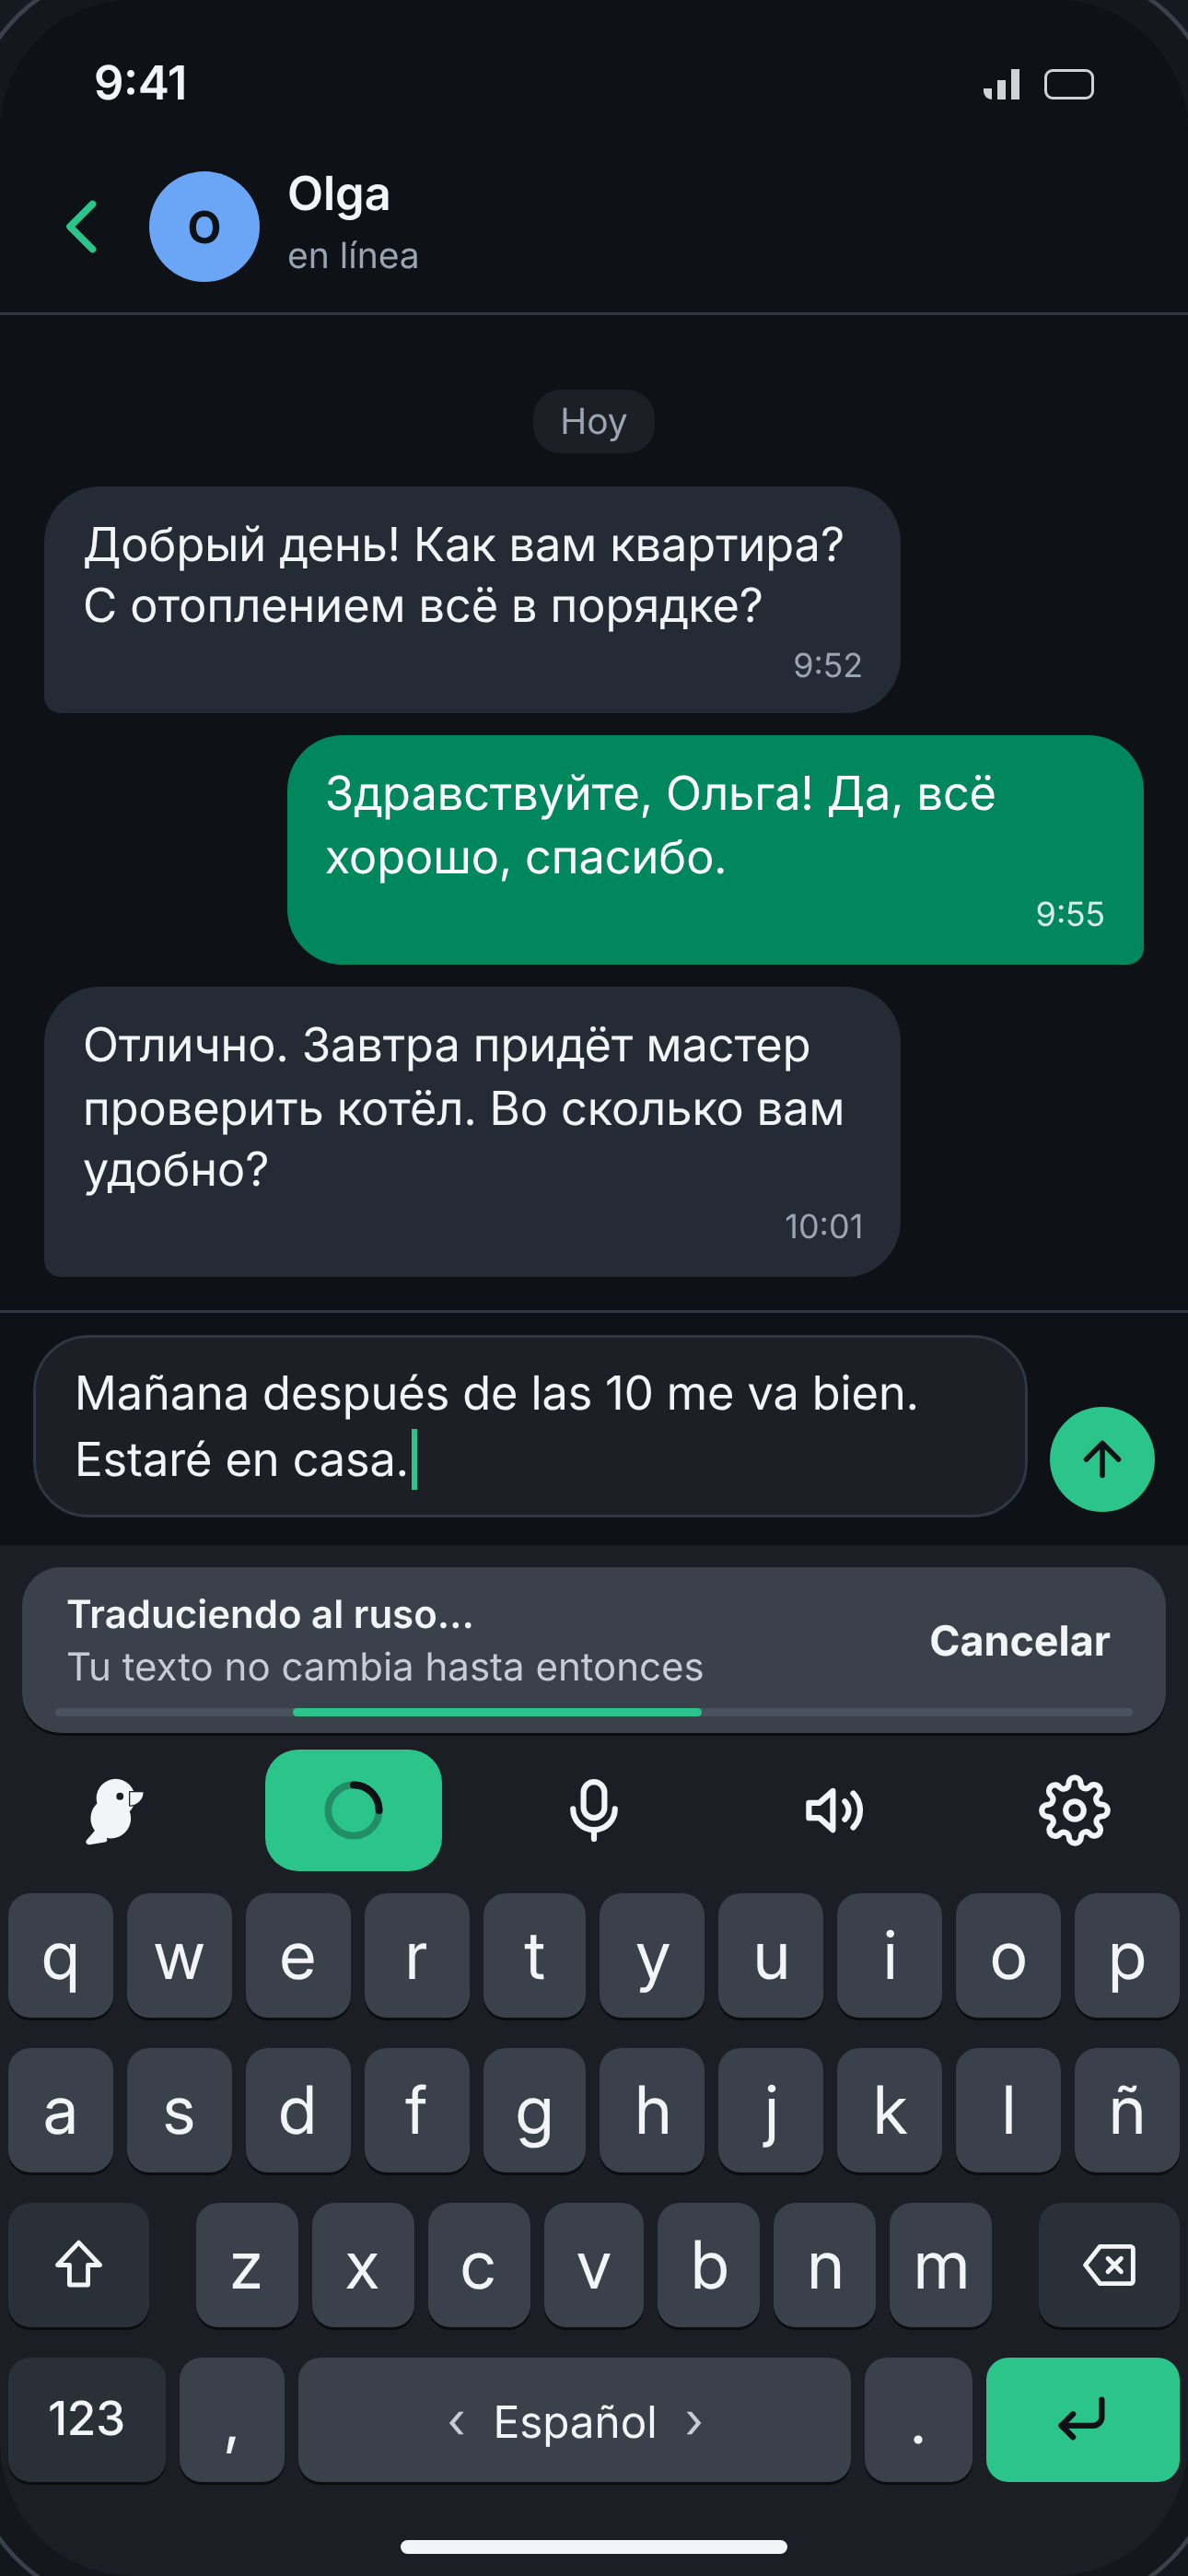 9:41
O
Olga
en línea
Hoy
Добрый день! Как вам квартира?
С отоплением всё в порядке?
9:52
Здравствуйте, Ольга! Да, всё
хорошо, спасибо.
9:55
Отлично. Завтра придёт мастер
проверить котёл. Во сколько вам
удобно?
10:01
Mañana después de las 10 me va bien.
Estaré en casa.
Traduciendo al ruso...
Tu texto no cambia hasta entonces
Cancelar
q w e r t y u i o p
a s d f g h j k l ñ
z x c v b n m
123 , ‹ Español › .